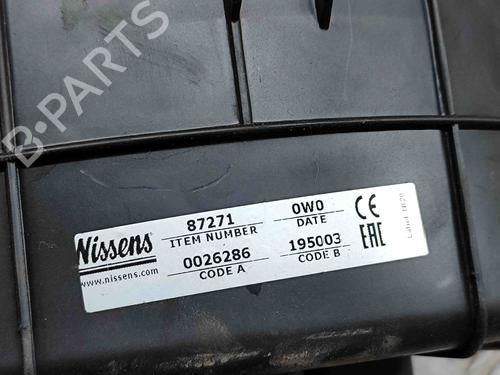 Nissens
www.nissens.com
87271
ITEM NUMBER
0W0
DATE
0026286
CODE A
195003
CODE B
CE
EAC
B-PARTS